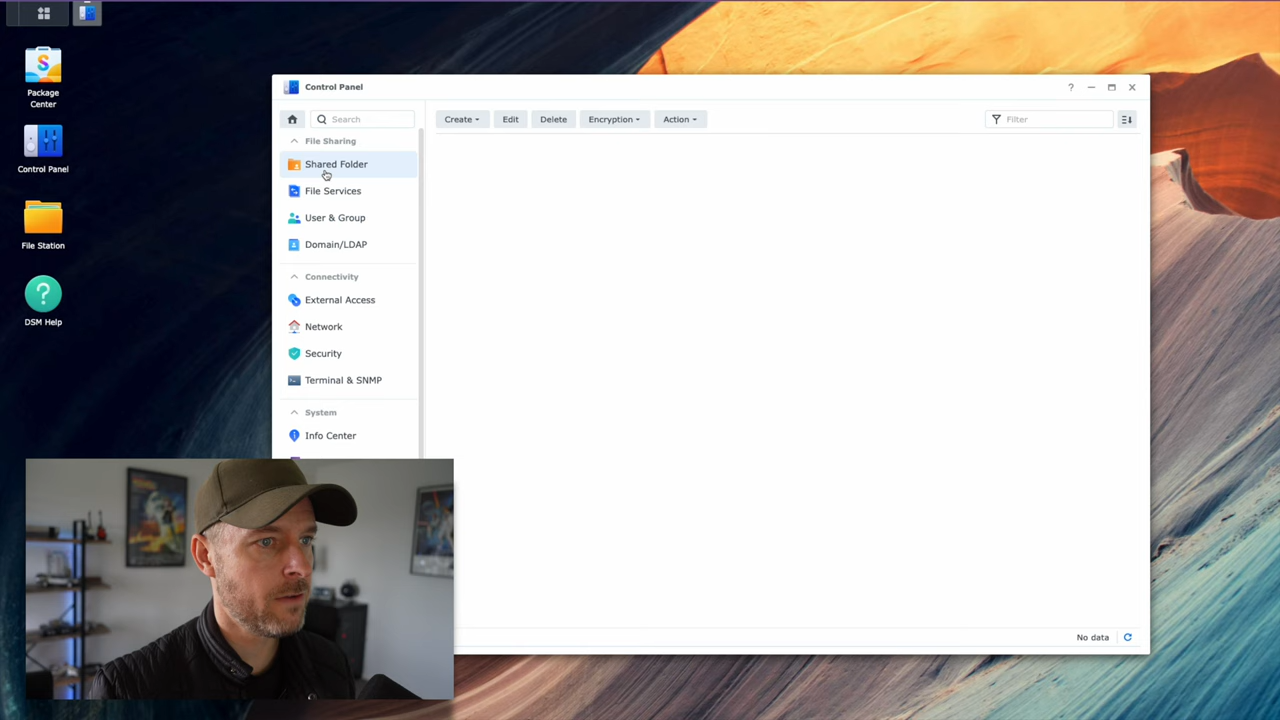 Package
Center
Control Panel
File Station
?
DSM Help
S
Control Panel
?
Search
Create
Edit
Delete
Encryption
Action
Filter
File Sharing
Shared Folder
File Services
User & Group
Domain/LDAP
Connectivity
External Access
Network
Security
Terminal & SNMP
System
Info Center
No data